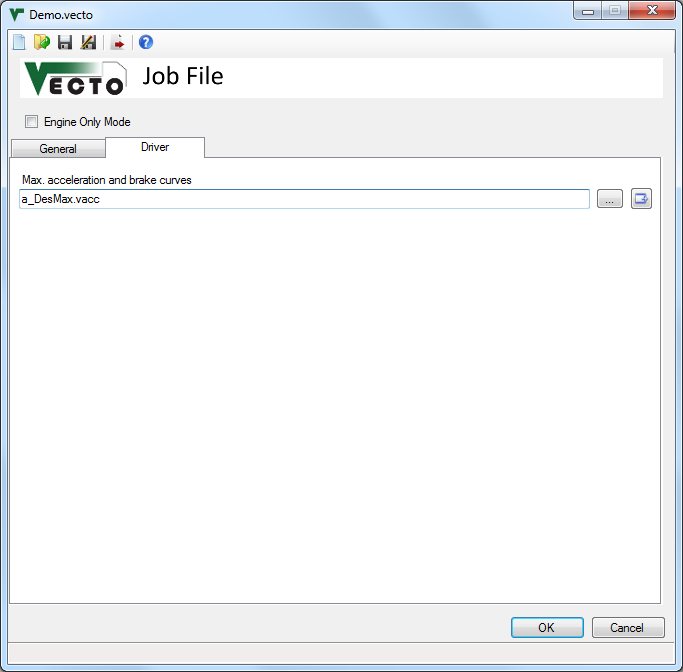 Demo.vecto
VECTO Job File
Engine Only Mode
General Driver
Max. acceleration and brake curves
a_DesMax.vacc ...
OK Cancel